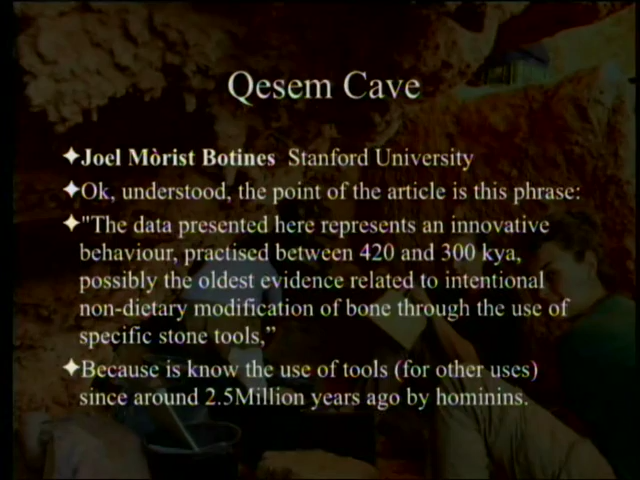 Qesem Cave
✦Joel Mòrist Botines Stanford University
✦Ok, understood, the point of the article is this phrase:
✦"The data presented here represents an innovative
behaviour, practised between 420 and 300 kya,
possibly the oldest evidence related to intentional
non-dietary modification of bone through the use of
specific stone tools,”
✦Because is know the use of tools (for other uses)
since around 2.5Million years ago by hominins.